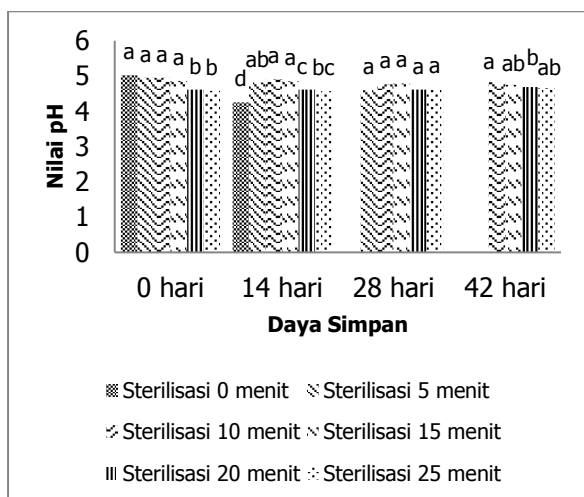 Nilai pH
6
5
4
3
2
1
0
a a a a b b
d ab a a c bc
a a a a a
a ab b ab
0 hari 14 hari 28 hari 42 hari
Daya Simpan
Sterilisasi 0 menit Sterilisasi 5 menit
Sterilisasi 10 menit Sterilisasi 15 menit
Sterilisasi 20 menit Sterilisasi 25 menit